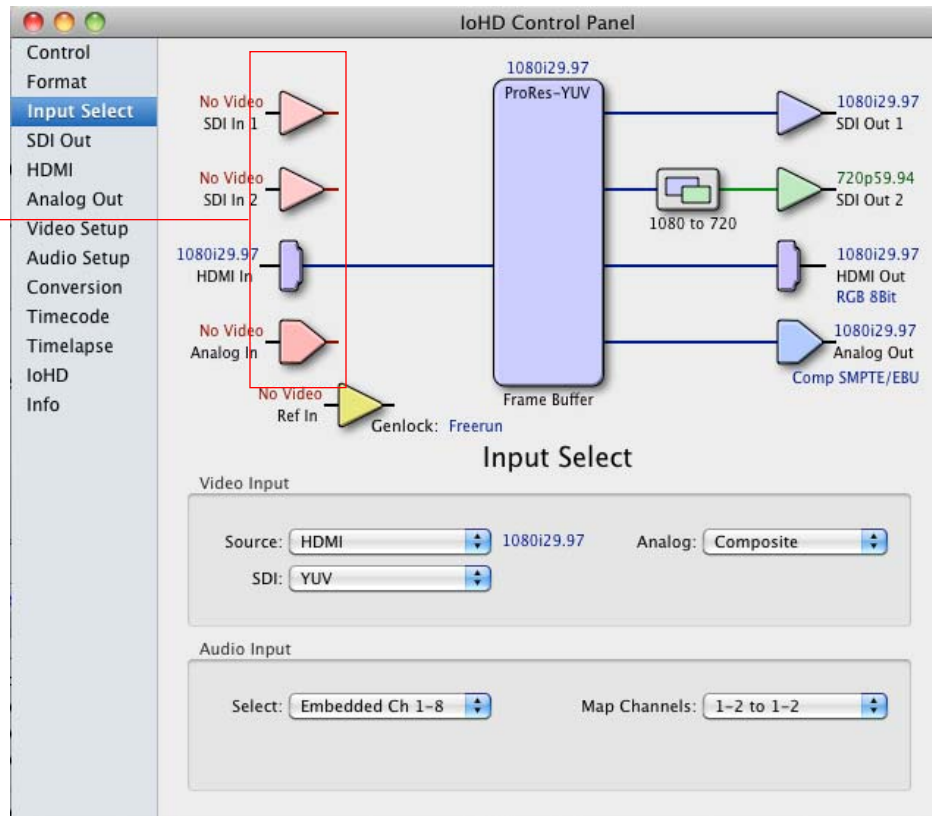 IoHD Control Panel
Control
Format
Input Select
SDI Out
HDMI
Analog Out
Video Setup
Audio Setup
Conversion
Timecode
Timelapse
IoHD
Info
No Video
SDI In 1
No Video
SDI In 2
1080i29.97
HDMI In
No Video
Analog In
No Video
Ref In
Genlock: Freerun
1080i29.97
ProRes-YUV
Frame Buffer
1080 to 720
1080i29.97
SDI Out 1
720p59.94
SDI Out 2
1080i29.97
HDMI Out
RGB 8Bit
1080i29.97
Analog Out
Comp SMPTE/EBU
Input Select
Video Input
Source: HDMI 1080i29.97 Analog: Composite
SDI: YUV
Audio Input
Select: Embedded Ch 1-8 Map Channels: 1-2 to 1-2